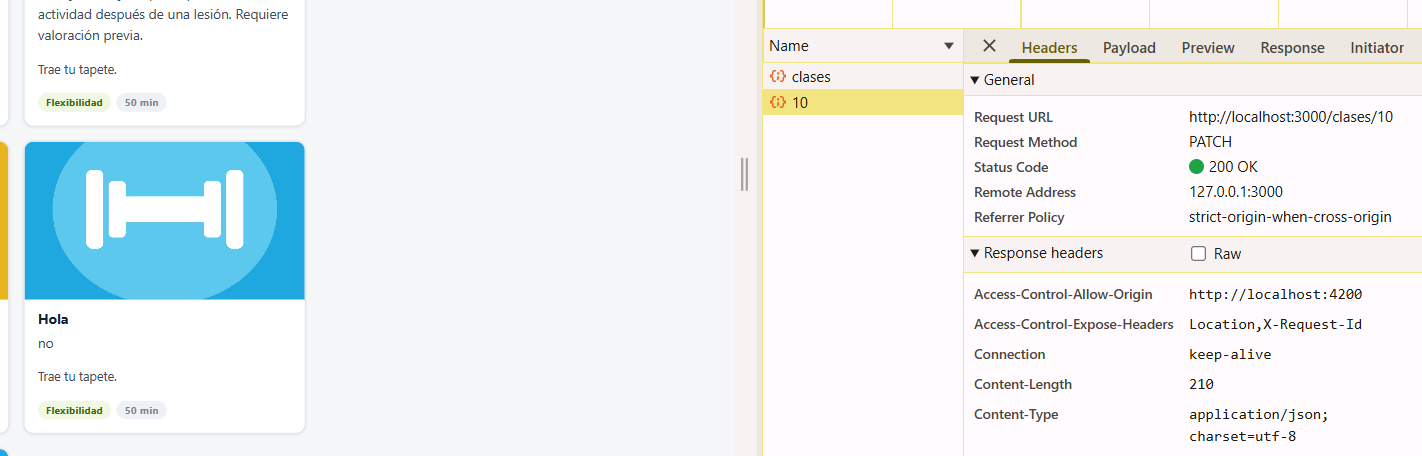 actividad después de una lesión. Requiere
valoración previa.
Trae tu tapete.
Flexibilidad 50 min
Hola
no
Trae tu tapete.
Flexibilidad 50 min
Name
clases
10
Headers Payload Preview Response Initiator
General
Request URL http://localhost:3000/clases/10
Request Method PATCH
Status Code 200 OK
Remote Address 127.0.0.1:3000
Referrer Policy strict-origin-when-cross-origin
Response headers Raw
Access-Control-Allow-Origin http://localhost:4200
Access-Control-Expose-Headers Location,X-Request-Id
Connection keep-alive
Content-Length 210
Content-Type application/json;
charset=utf-8